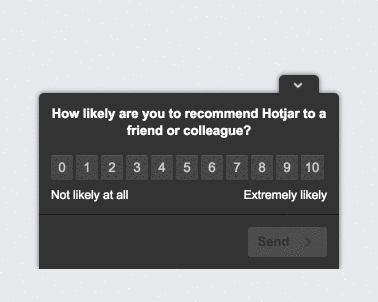 How likely are you to recommend Hotjar to a
friend or colleague?
0 1 2 3 4 5 6 7 8 9 10
Not likely at all Extremely likely
Send